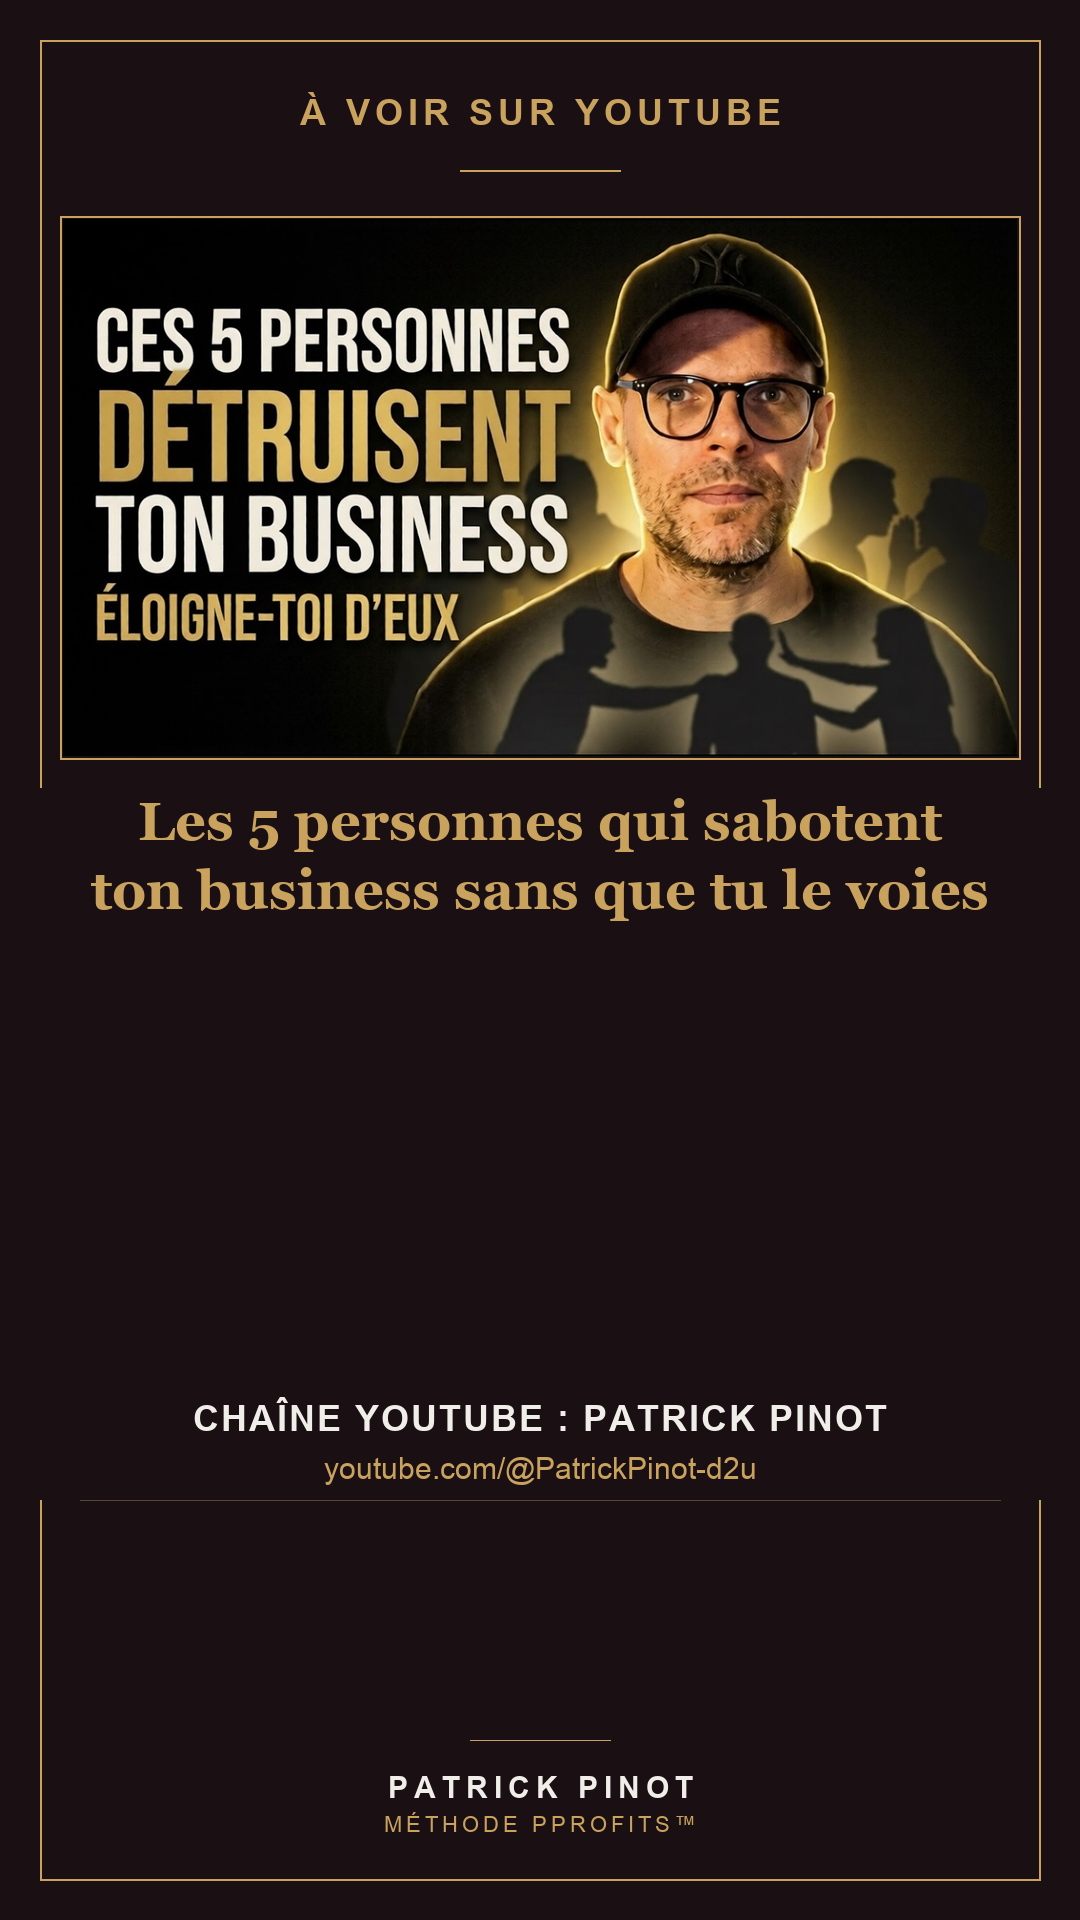 À VOIR SUR YOUTUBE
NY
CES 5 PERSONNES
DÉTRUISENT
TON BUSINESS
ÉLOIGNE-TOI D'EUX
Les 5 personnes qui sabotent
ton business sans que tu le voies
CHAÎNE YOUTUBE : PATRICK PINOT
youtube.com/@PatrickPinot-d2u
PATRICK PINOT
MÉTHODE PPROFITS™